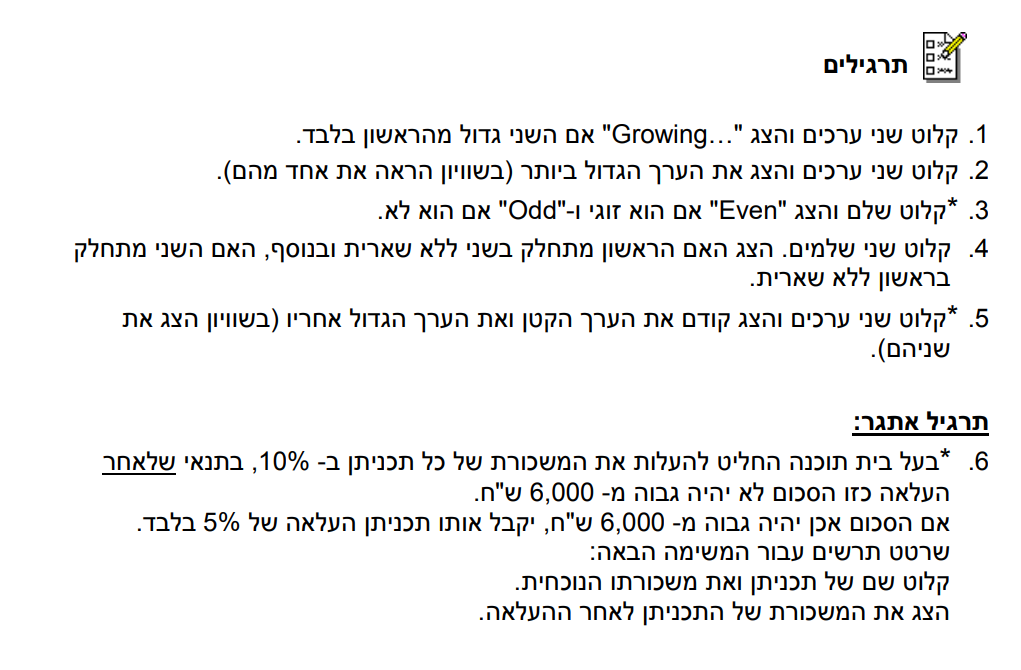 תרגילים
1. קלוט שני ערכים והצג "Growing…" אם השני גדול מהראשון בלבד.
2. קלוט שני ערכים והצג את הערך הגדול ביותר (בשוויון הראה את אחד מהם).
3. *קלוט שלם והצג "Even" אם הוא זוגי ו-"Odd" אם הוא לא.
4. קלוט שני שלמים. הצג האם הראשון מתחלק בשני ללא שארית ובנוסף, האם השני מתחלק
בראשון ללא שארית.
5. *קלוט שני ערכים והצג קודם את הערך הקטן ואת הערך הגדול אחריו (בשוויון הצג את
שניהם).
תרגיל אתגר:
6. *בעל בית תוכנה החליט להעלות את המשכורת של כל תכניתן ב- 10%, בתנאי שלאחר
העלאה כזו הסכום לא יהיה גבוה מ- 6,000 ש"ח.
אם הסכום אכן יהיה גבוה מ- 6,000 ש"ח, יקבל אותו תכניתן העלאה של 5% בלבד.
שרטט תרשים עבור המשימה הבאה:
קלוט שם של תכניתן ואת משכורתו הנוכחית.
הצג את המשכורת של התכניתן לאחר ההעלאה.